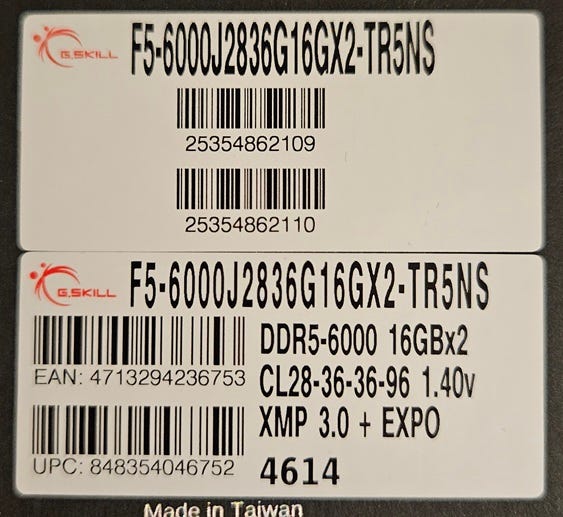 G.SKILL F5-6000J2836G16GX2-TR5NS
25354862109
25354862110
G.SKILL F5-6000J2836G16GX2-TR5NS
DDR5-6000 16GBx2
EAN: 4713294236753
CL28-36-36-96 1.40v
XMP 3.0 + EXPO
UPC: 848354046752
4614
Made in Taiwan